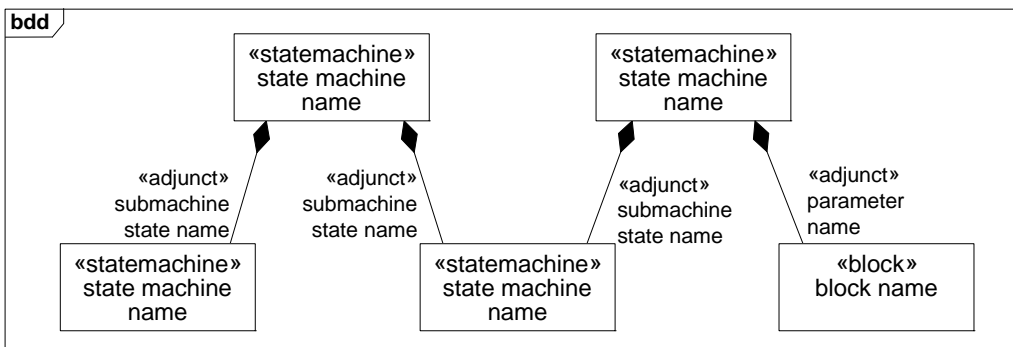 bdd
«statemachine»
state machine
name
«statemachine»
state machine
name
«adjunct»
submachine
state name
«adjunct»
submachine
state name
«adjunct»
submachine
state name
«adjunct»
parameter
name
«statemachine»
state machine
name
«statemachine»
state machine
name
«block»
block name